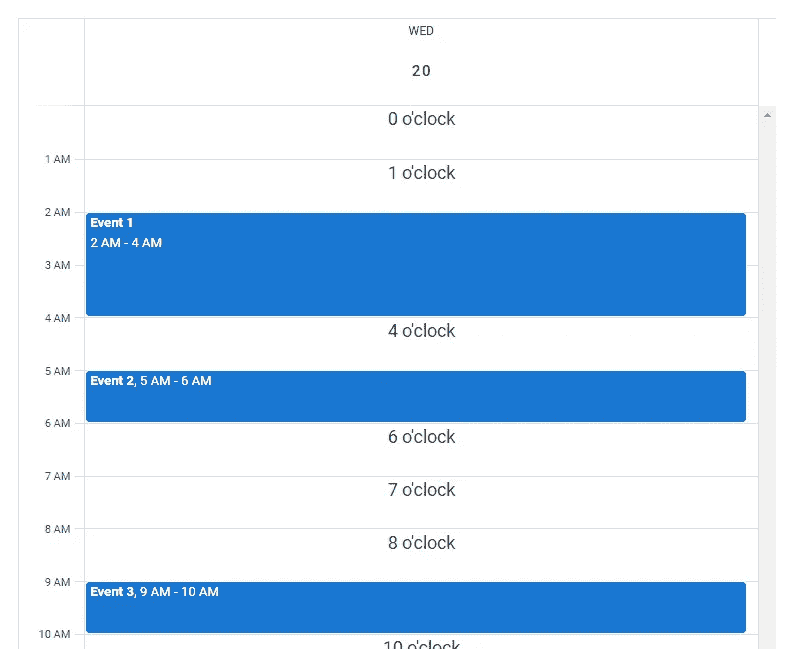 WED
20
0 o'clock
1 AM
1 o'clock
2 AM
Event 1
2 AM - 4 AM
3 AM
4 AM
4 o'clock
5 AM
Event 2, 5 AM - 6 AM
6 AM
6 o'clock
7 AM
7 o'clock
8 AM
8 o'clock
9 AM
Event 3, 9 AM - 10 AM
10 AM
10 o'clock